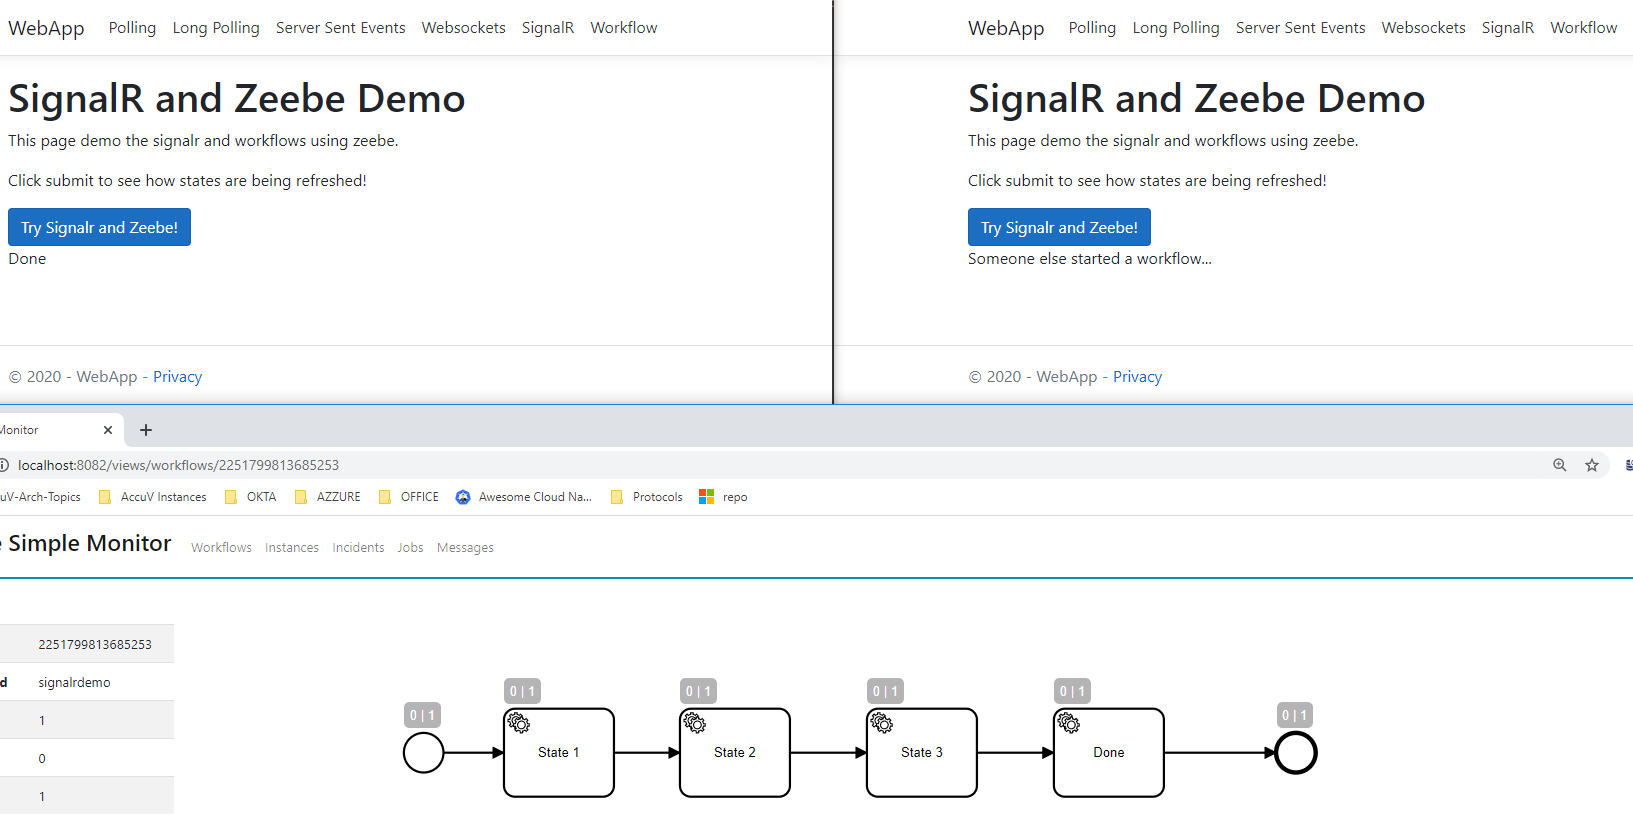 WebApp Polling Long Polling Server Sent Events Websockets SignalR Workflow
SignalR and Zeebe Demo
This page demo the signalr and workflows using zeebe.
Click submit to see how states are being refreshed!
Try Signalr and Zeebe!
Done
© 2020 - WebApp - Privacy
WebApp Polling Long Polling Server Sent Events Websockets SignalR Workflow
SignalR and Zeebe Demo
This page demo the signalr and workflows using zeebe.
Click submit to see how states are being refreshed!
Try Signalr and Zeebe!
Someone else started a workflow...
© 2020 - WebApp - Privacy
Monitor
localhost:8082/views/workflows/2251799813685253
uV-Arch-Topics AccuV Instances OKTA AZZURE OFFICE Awesome Cloud Na... Protocols repo
e Simple Monitor Workflows Instances Incidents Jobs Messages
2251799813685253
d signalrdemo
1
0
1
0 | 1 0 | 1 0 | 1 0 | 1 0 | 1 0 | 1
State 1 State 2 State 3 Done